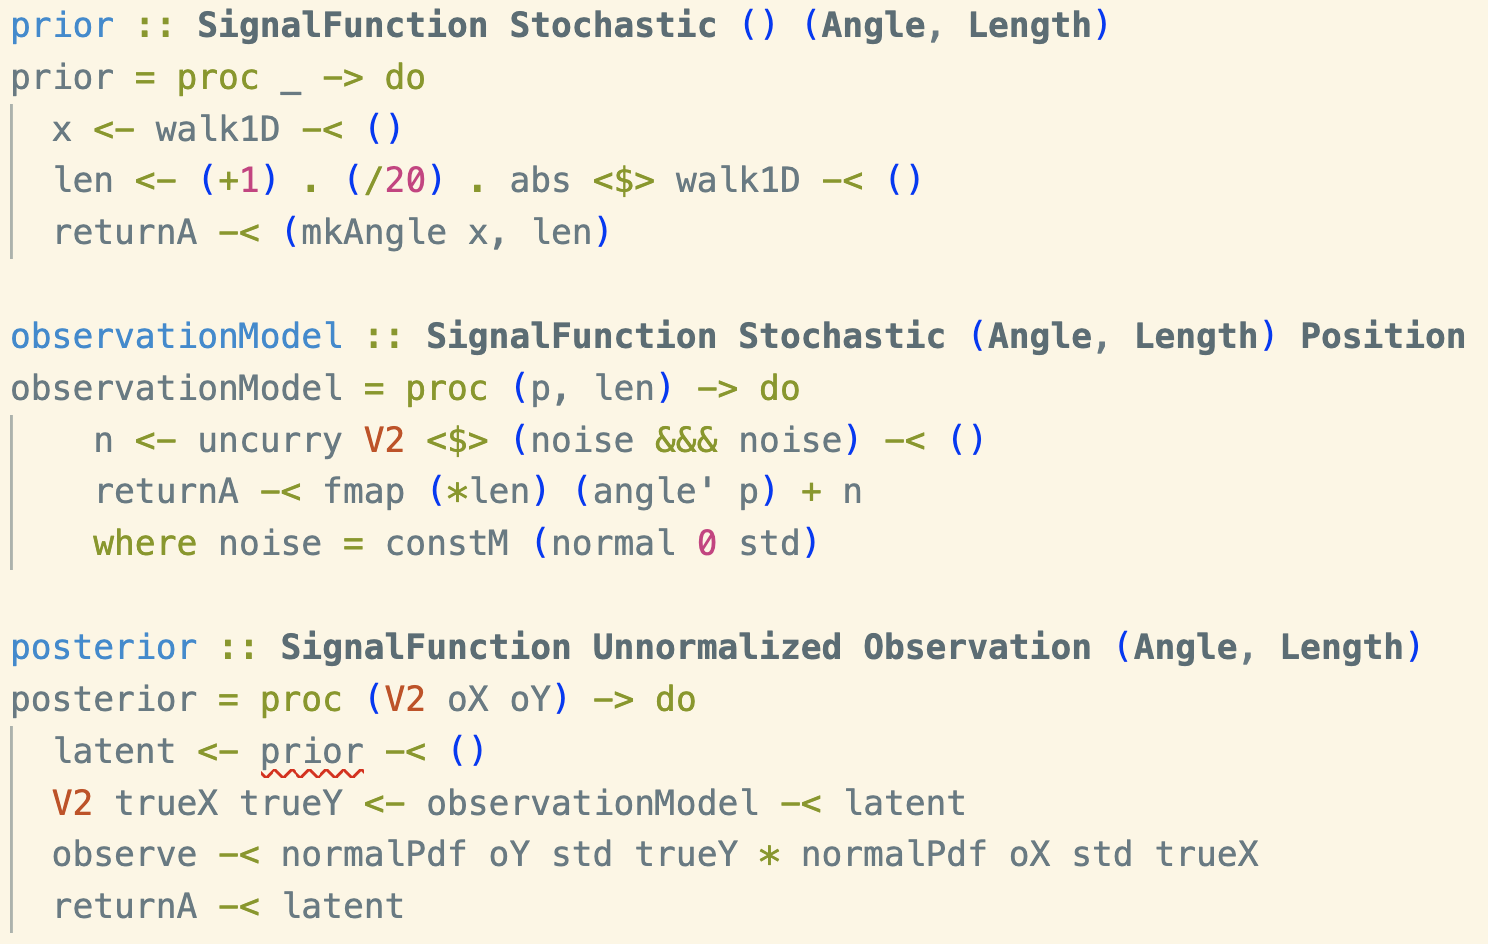 prior :: SignalFunction Stochastic () (Angle, Length)
prior = proc _ -> do
  x <- walk1D -< ()
  len <- (+1) . (/20) . abs <$> walk1D -< ()
  returnA -< (mkAngle x, len)

observationModel :: SignalFunction Stochastic (Angle, Length) Position
observationModel = proc (p, len) -> do
    n <- uncurry V2 <$> (noise &&& noise) -< ()
    returnA -< fmap (*len) (angle' p) + n
    where noise = constM (normal 0 std)

posterior :: SignalFunction Unnormalized Observation (Angle, Length)
posterior = proc (V2 oX oY) -> do
  latent <- prior -< ()
  V2 trueX trueY <- observationModel -< latent
  observe -< normalPdf oY std trueY * normalPdf oX std trueX
  returnA -< latent